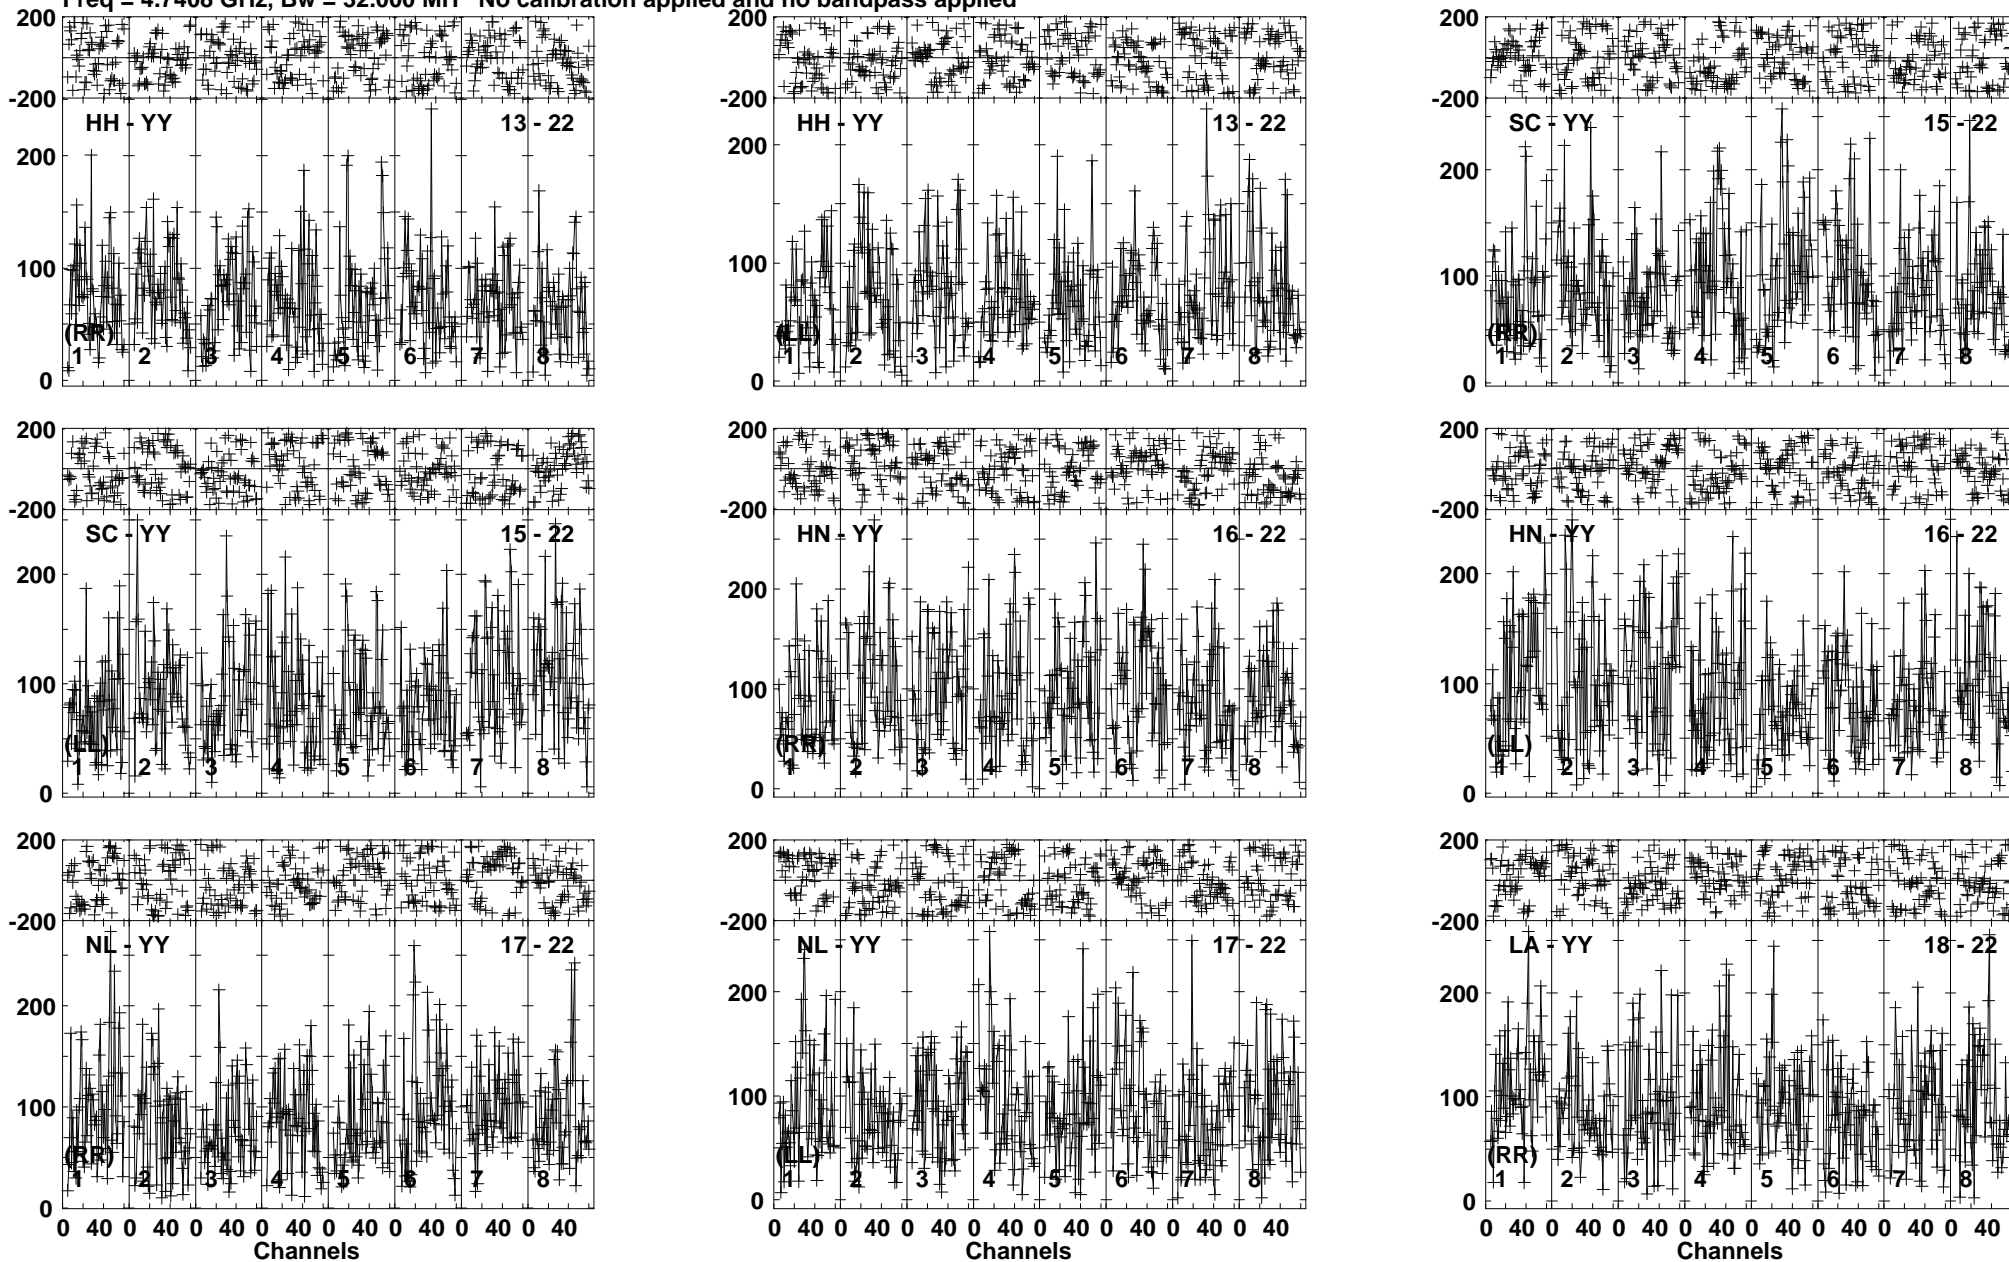 Freq = 4.7408 GHz, Bw = 32.000 MH No calibration applied and no bandpass applied
200 200 200
-200 -200 -200
HH - YY 13 - 22 HH - YY 13 - 22 SC - YY 15 - 22
200 200 200
100 100 100
(RR) (LL) (RR)
1 2 3 4 5 6 7 8 1 2 3 4 5 6 7 8 1 2 3 4 5 6 7 8
0 0 0
200 200 200
-200 -200 -200
SC - YY 15 - 22 HN - YY 16 - 22 HN - YY 16 - 22
200 200 200
100 100 100
(LL) (RR) (LL)
1 2 3 4 5 6 7 8 1 2 3 4 5 6 7 8 1 2 3 4 5 6 7 8
0 0 0
200 200 200
-200 -200 -200
NL - YY 17 - 22 NL - YY 17 - 22 LA - YY 18 - 22
200 200 200
100 100 100
(RR) (LL) (RR)
1 2 3 4 5 6 7 8 1 2 3 4 5 6 7 8 1 2 3 4 5 6 7 8
0 0 0
0 40 0 40 0 40 0 40 0 40 0 40 0 40 0 40 0 40 0 40 0 40 0 40 0 40 0 40 0 40 0 40 0 40 0 40 0 40 0 40 0 40 0 40 0 40 0 40
Channels Channels Channels